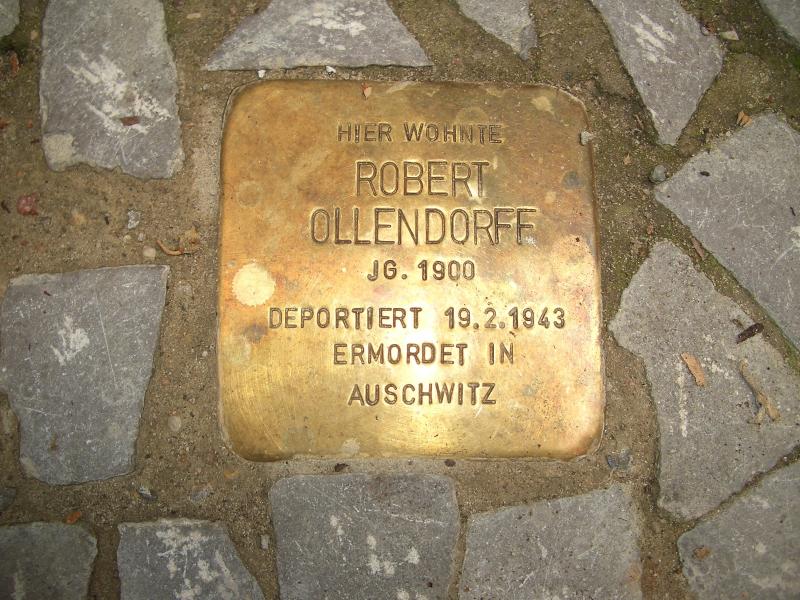 HIER WOHNTE
ROBERT
OLLENDORFF
JG. 1900
DEPORTIERT 19.2.1943
ERMORDET IN
AUSCHWITZ